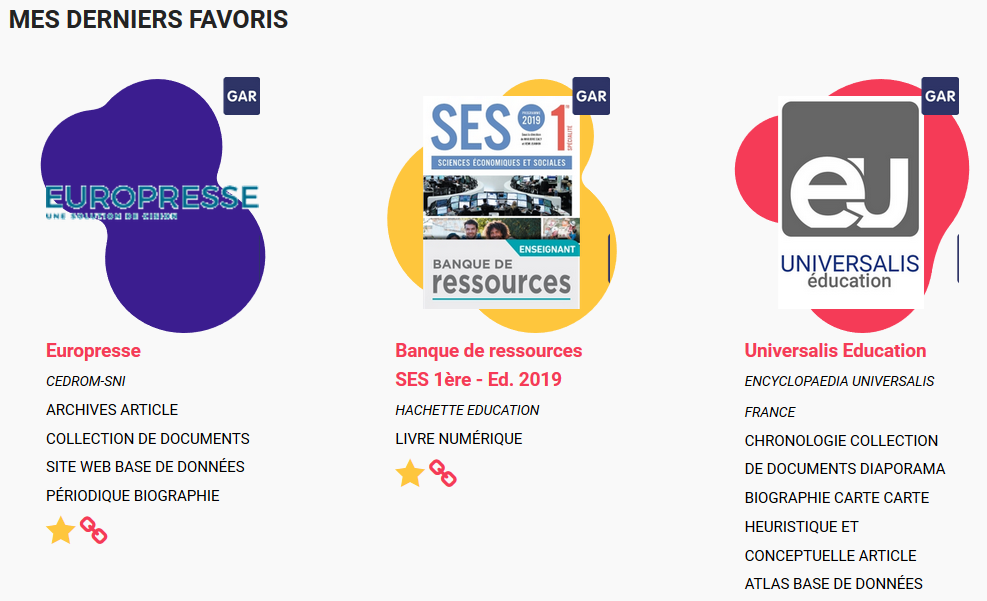 MES DERNIERS FAVORIS
GAR
EUROPRESSE
UNE SOLUTION DE CISION
Europresse
CEDROM-SNI
ARCHIVES ARTICLE
COLLECTION DE DOCUMENTS
SITE WEB BASE DE DONNÉES
PÉRIODIQUE BIOGRAPHIE
GAR
SES
PROGRAMME
2019
1re
SPÉCIALITÉ
SCIENCES ÉCONOMIQUES ET SOCIALES
ENSEIGNANT
BANQUE DE
ressources
Banque de ressources
SES 1ère - Ed. 2019
HACHETTE EDUCATION
LIVRE NUMÉRIQUE
GAR
eu
UNIVERSALIS
éducation
Universalis Education
ENCYCLOPAEDIA UNIVERSALIS
FRANCE
CHRONOLOGIE COLLECTION
DE DOCUMENTS DIAPORAMA
BIOGRAPHIE CARTE CARTE
HEURISTIQUE ET
CONCEPTUELLE ARTICLE
ATLAS BASE DE DONNÉES